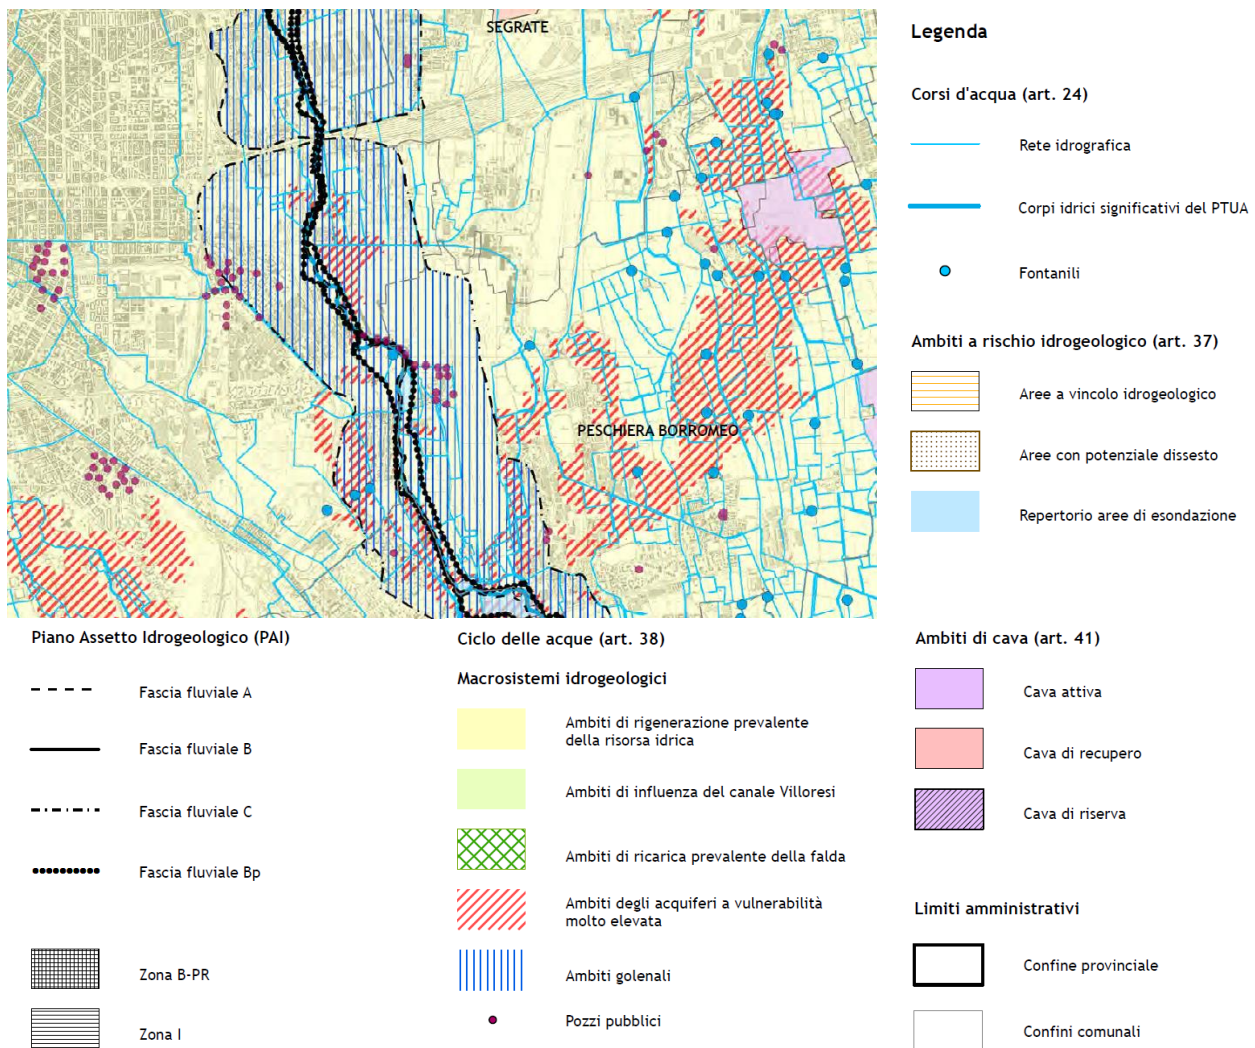 SEGRATE
PESCHIERA BORROMEO
Legenda
Corsi d'acqua (art. 24)
Rete idrografica
Corpi idrici significativi del PTUA
Fontanili
Ambiti a rischio idrogeologico (art. 37)
Aree a vincolo idrogeologico
Aree con potenziale dissesto
Repertorio aree di esondazione
Piano Assetto Idrogeologico (PAI)
Fascia fluviale A
Fascia fluviale B
Fascia fluviale C
Fascia fluviale Bp
Zona B-PR
Zona I
Ciclo delle acque (art. 38)
Macrosistemi idrogeologici
Ambiti di rigenerazione prevalente
della risorsa idrica
Ambiti di influenza del canale Villoresi
Ambiti di ricarica prevalente della falda
Ambiti degli acquiferi a vulnerabilità
molto elevata
Ambiti golenali
Pozzi pubblici
Ambiti di cava (art. 41)
Cava attiva
Cava di recupero
Cava di riserva
Limiti amministrativi
Confine provinciale
Confini comunali